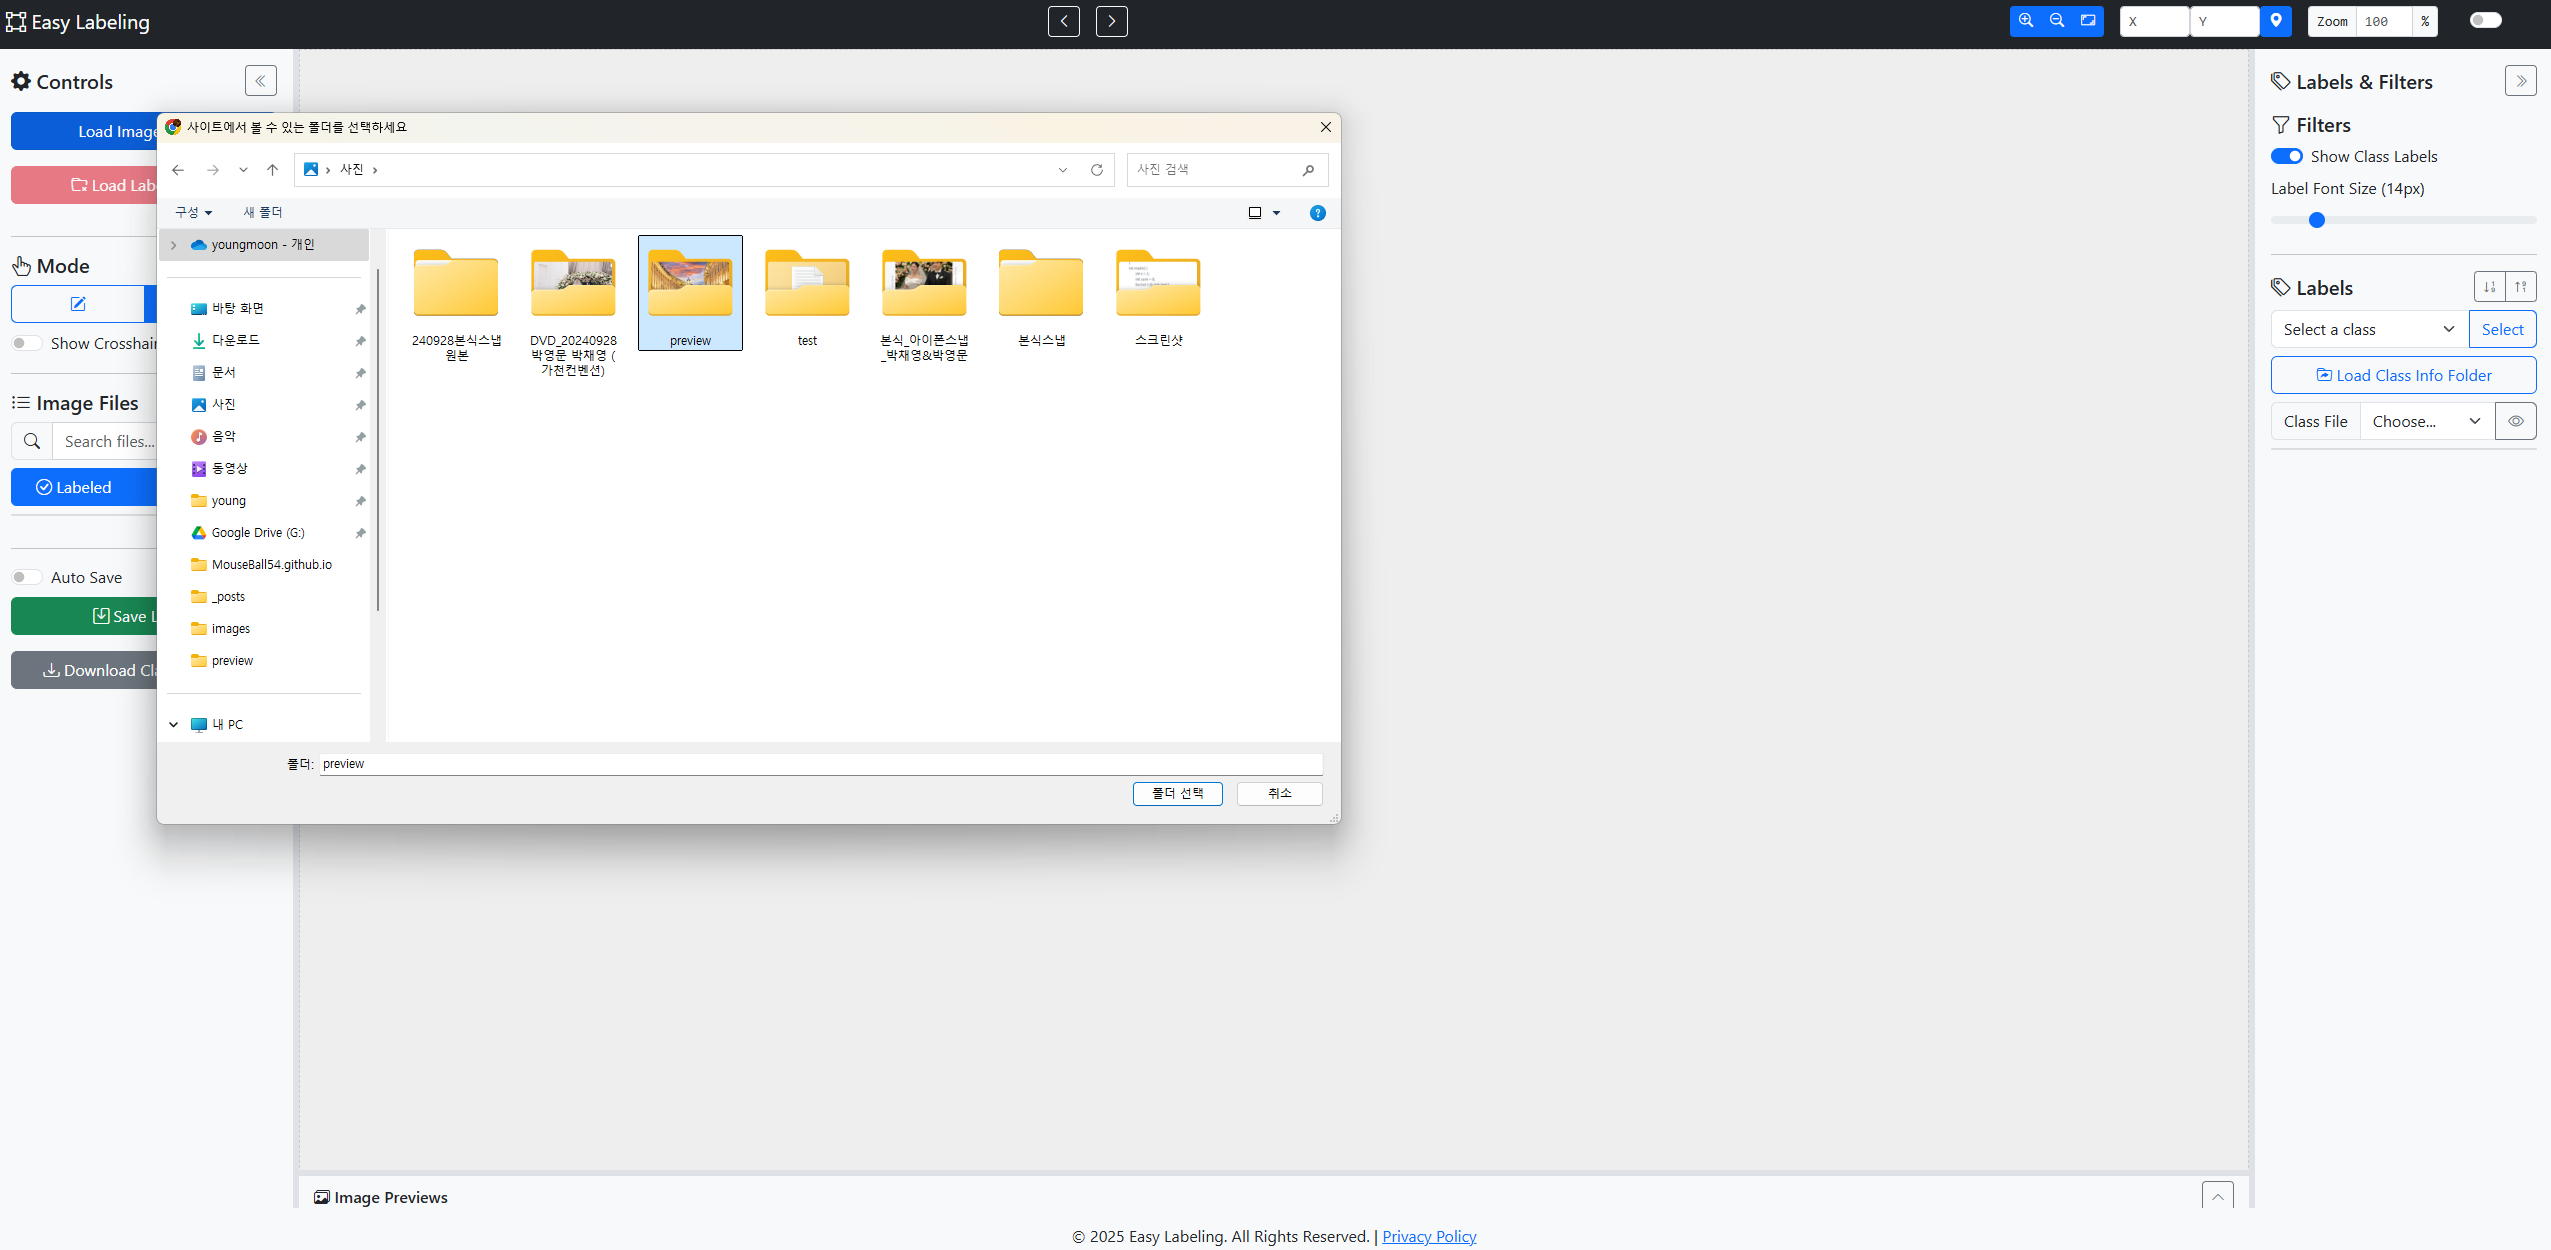 Easy Labeling
X
Y
Zoom
100
%
Controls
Load Image
Load Lab
Mode
Show Crosshair
Image Files
Search files...
Labeled
Auto Save
Save L
Download Cla
사이트에서 볼 수 있는 폴더를 선택하세요
사진
사진 검색
구성
새 폴더
youngmoon - 개인
바탕 화면
다운로드
문서
사진
음악
동영상
young
Google Drive (G:)
MouseBall54.github.io
_posts
images
preview
내 PC
240928본식스냅
원본
DVD_20240928
박영문 박채영 (
가천컨벤션)
preview
test
본식_아이폰스냅
_박채영&박영문
본식스냅
스크린샷
폴더:
preview
폴더 선택
취소
Labels & Filters
Filters
Show Class Labels
Label Font Size (14px)
Labels
Select a class
Select
Load Class Info Folder
Class File
Choose...
Image Previews
© 2025 Easy Labeling. All Rights Reserved. | Privacy Policy